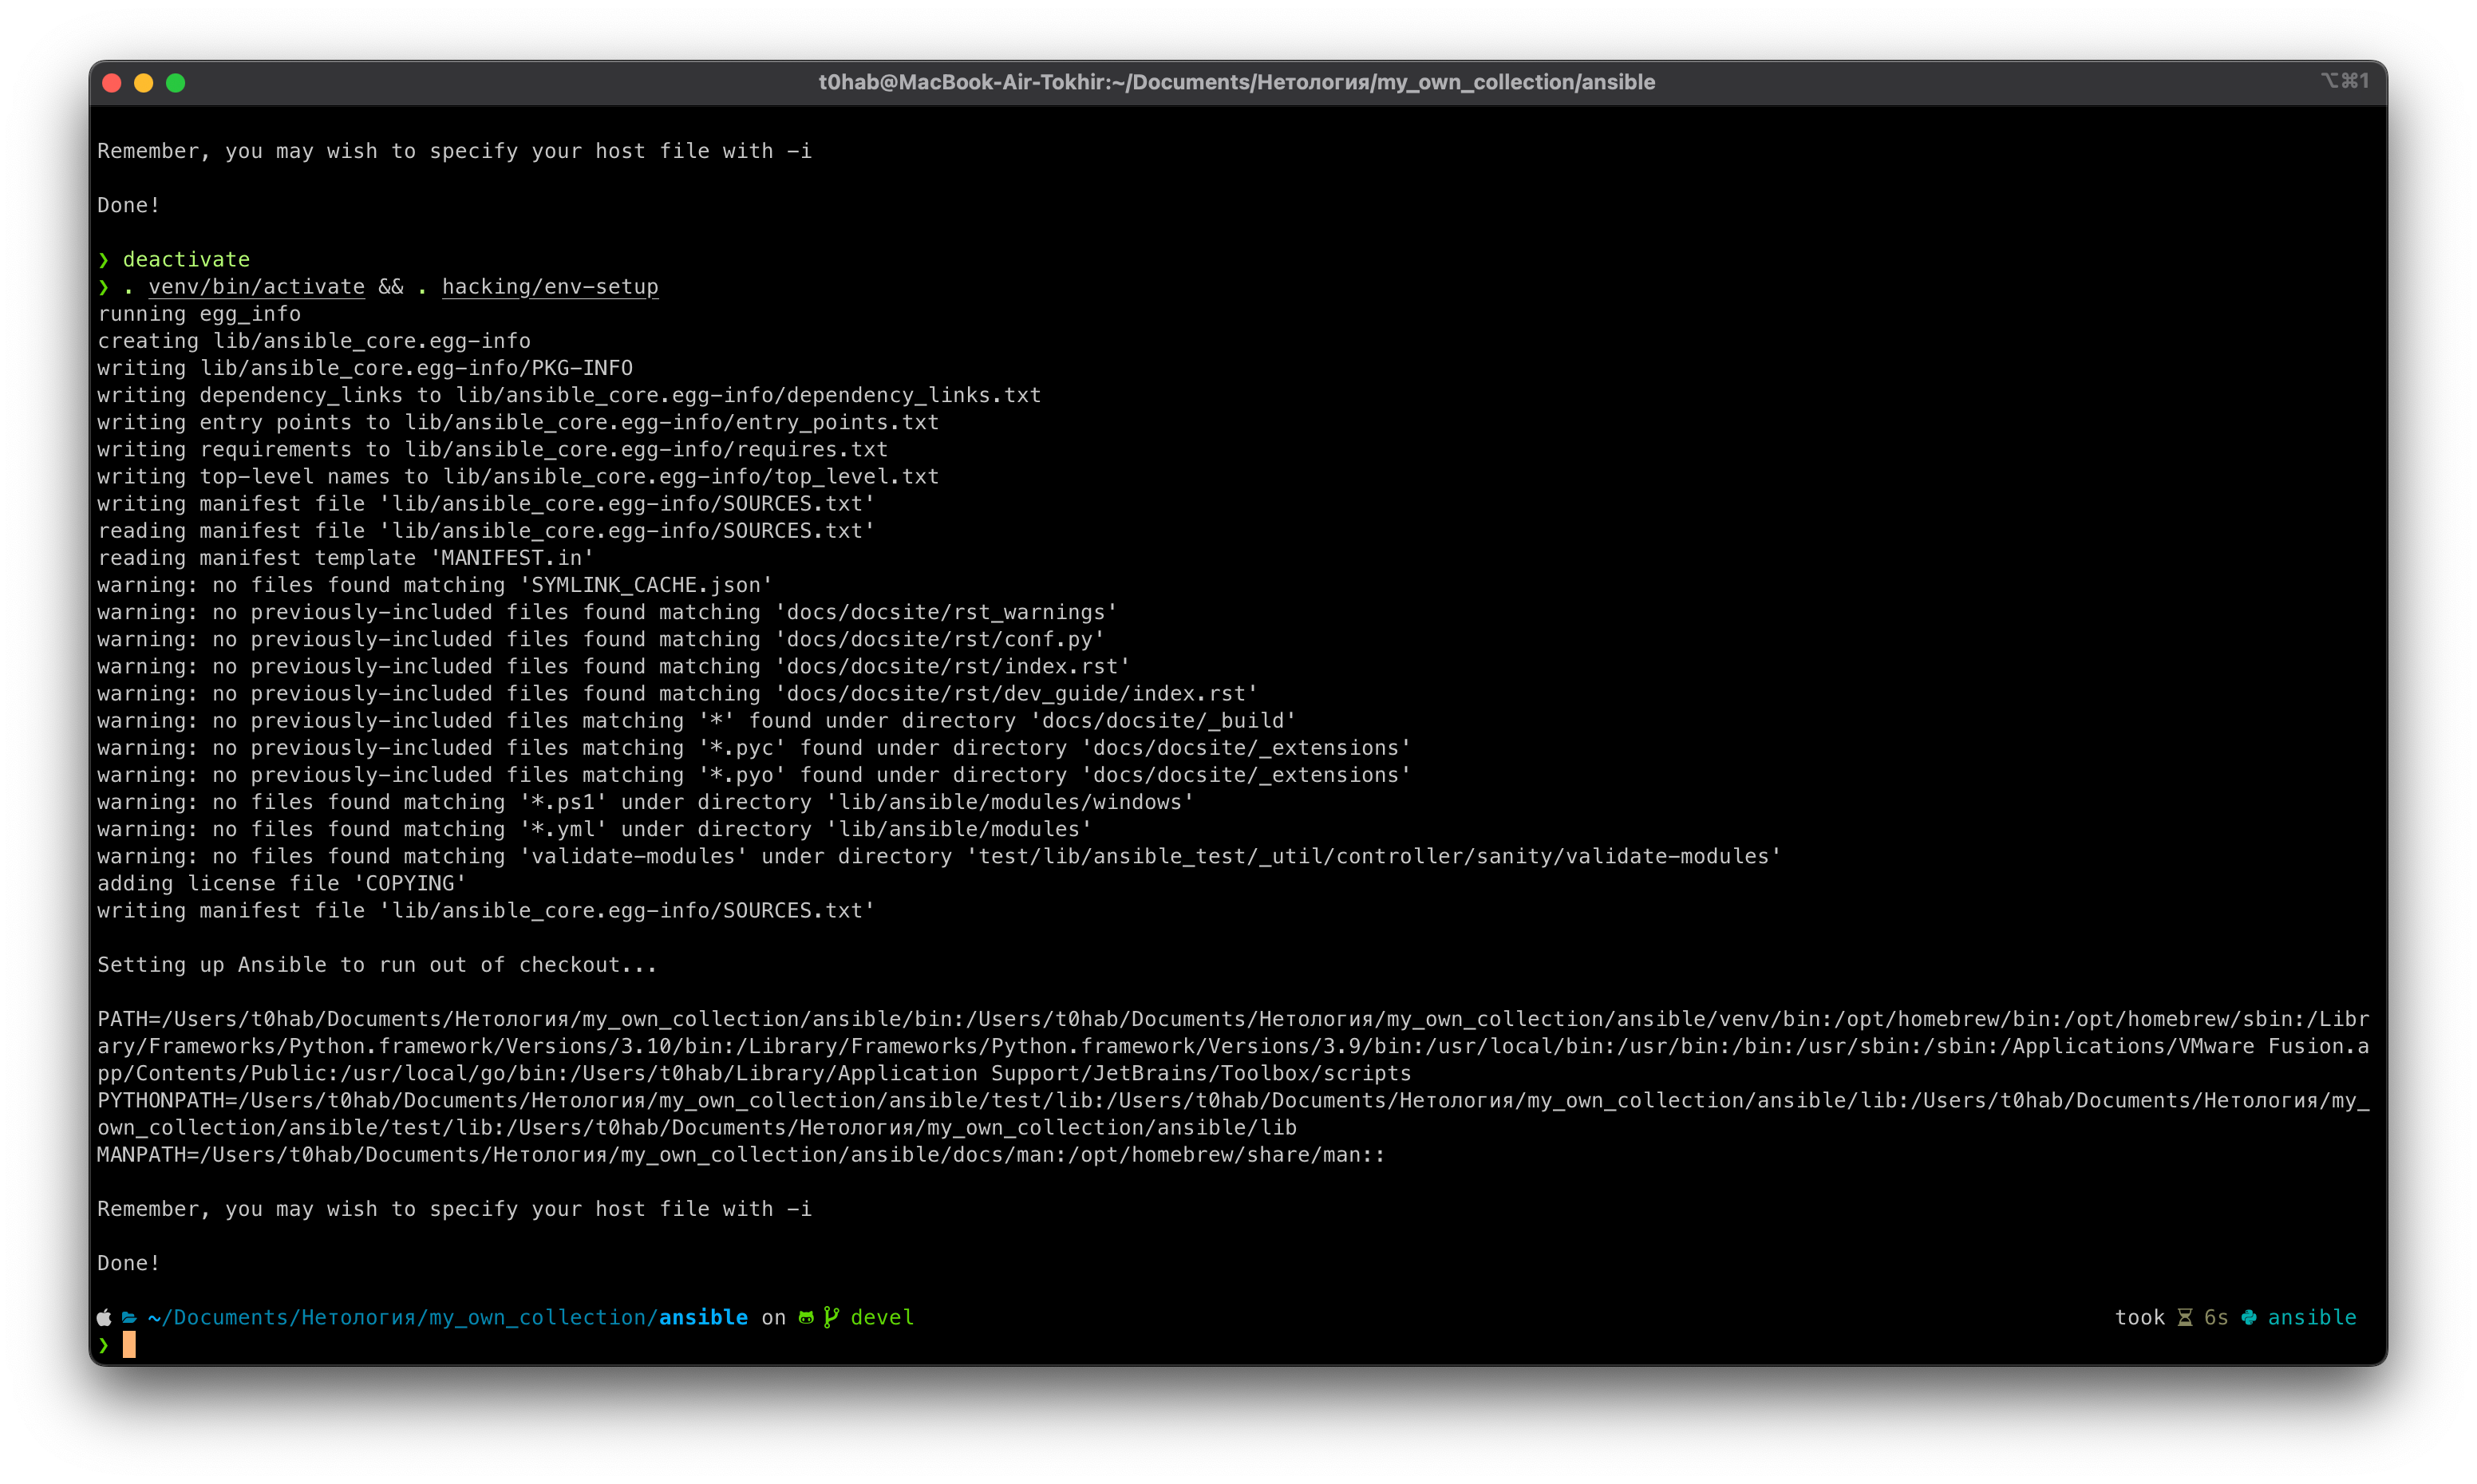 t0hab@MacBook-Air-Tokhir:~/Documents/Нетология/my_own_collection/ansible
⌥⌘1
Remember, you may wish to specify your host file with -i
Done!
❯ deactivate
❯ . venv/bin/activate && . hacking/env-setup
running egg_info
creating lib/ansible_core.egg-info
writing lib/ansible_core.egg-info/PKG-INFO
writing dependency_links to lib/ansible_core.egg-info/dependency_links.txt
writing entry points to lib/ansible_core.egg-info/entry_points.txt
writing requirements to lib/ansible_core.egg-info/requires.txt
writing top-level names to lib/ansible_core.egg-info/top_level.txt
writing manifest file 'lib/ansible_core.egg-info/SOURCES.txt'
reading manifest file 'lib/ansible_core.egg-info/SOURCES.txt'
reading manifest template 'MANIFEST.in'
warning: no files found matching 'SYMLINK_CACHE.json'
warning: no previously-included files found matching 'docs/docsite/rst_warnings'
warning: no previously-included files found matching 'docs/docsite/rst/conf.py'
warning: no previously-included files found matching 'docs/docsite/rst/index.rst'
warning: no previously-included files found matching 'docs/docsite/rst/dev_guide/index.rst'
warning: no previously-included files matching '*' found under directory 'docs/docsite/_build'
warning: no previously-included files matching '*.pyc' found under directory 'docs/docsite/_extensions'
warning: no previously-included files matching '*.pyo' found under directory 'docs/docsite/_extensions'
warning: no files found matching '*.ps1' under directory 'lib/ansible/modules/windows'
warning: no files found matching '*.yml' under directory 'lib/ansible/modules'
warning: no files found matching 'validate-modules' under directory 'test/lib/ansible_test/_util/controller/sanity/validate-modules'
adding license file 'COPYING'
writing manifest file 'lib/ansible_core.egg-info/SOURCES.txt'
Setting up Ansible to run out of checkout...
PATH=/Users/t0hab/Documents/Нетология/my_own_collection/ansible/bin:/Users/t0hab/Documents/Нетология/my_own_collection/ansible/venv/bin:/opt/homebrew/bin:/opt/homebrew/sbin:/Libr
ary/Frameworks/Python.framework/Versions/3.10/bin:/Library/Frameworks/Python.framework/Versions/3.9/bin:/usr/local/bin:/usr/bin:/bin:/usr/sbin:/sbin:/Applications/VMware Fusion.a
pp/Contents/Public:/usr/local/go/bin:/Users/t0hab/Library/Application Support/JetBrains/Toolbox/scripts
PYTHONPATH=/Users/t0hab/Documents/Нетология/my_own_collection/ansible/test/lib:/Users/t0hab/Documents/Нетология/my_own_collection/ansible/lib:/Users/t0hab/Documents/Нетология/my_
own_collection/ansible/test/lib:/Users/t0hab/Documents/Нетология/my_own_collection/ansible/lib
MANPATH=/Users/t0hab/Documents/Нетология/my_own_collection/ansible/docs/man:/opt/homebrew/share/man::
Remember, you may wish to specify your host file with -i
Done!
~/Documents/Нетология/my_own_collection/ansible on devel took 6s ansible
❯